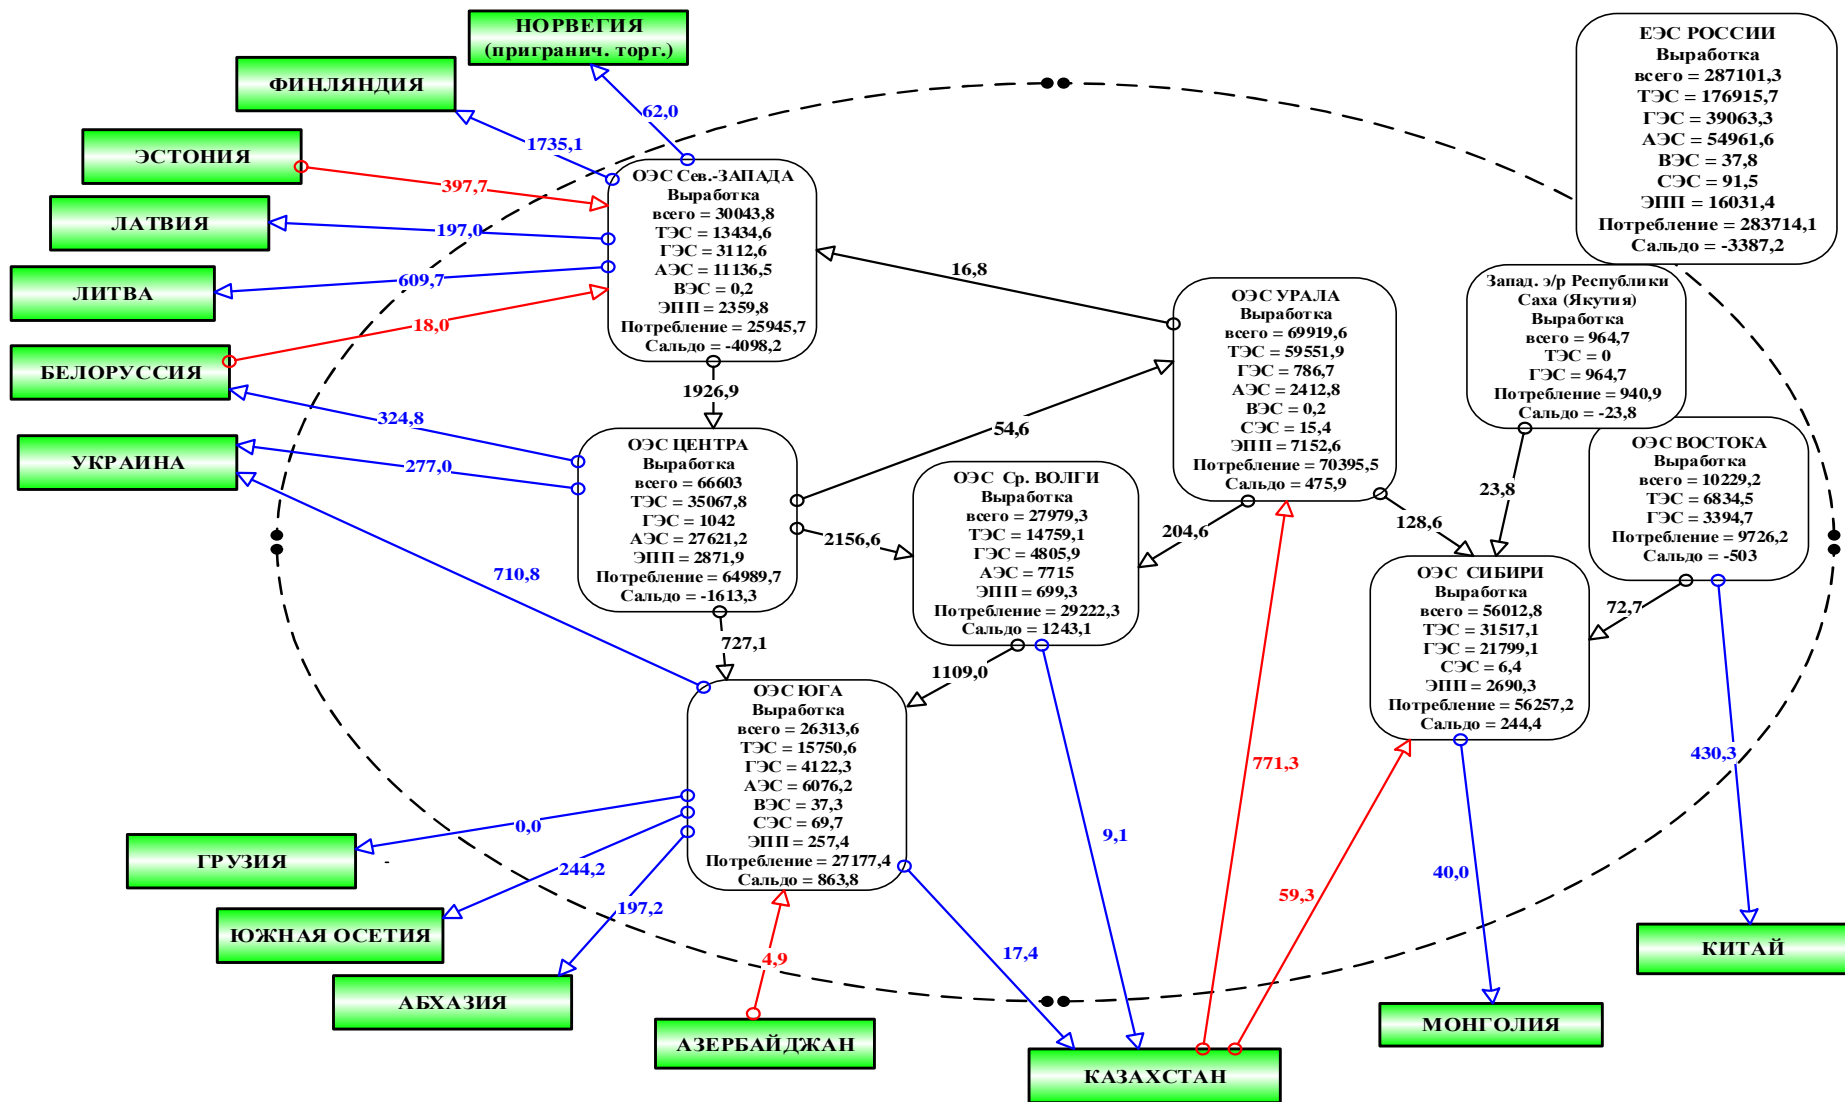 НОРВЕГИЯ
(пригранич. торг.)
ФИНЛЯНДИЯ
ЭСТОНИЯ
ЛАТВИЯ
ЛИТВА
БЕЛОРУССИЯ
УКРАИНА
62,0
1735,1
397,7
197,0
609,7
18,0
324,8
277,0
710,8
ЕЭС РОССИИ
Выработка
всего = 287101,3
ТЭС = 176915,7
ГЭС = 39063,3
АЭС = 54961,6
ВЭС = 37,8
СЭС = 91,5
ЭПП = 16031,4
Потребление = 283714,1
Сальдо = -3387,2
ОЭС Сев.-ЗАПАДА
Выработка
всего = 30043,8
ТЭС = 13434,6
ГЭС = 3112,6
АЭС = 11136,5
ВЭС = 0,2
ЭПП = 2359,8
Потребление = 25945,7
Сальдо = -4098,2
16,8
1926,9
54,6
ОЭС УРАЛА
Выработка
всего = 69919,6
ТЭС = 59551,9
ГЭС = 786,7
АЭС = 2412,8
ВЭС = 0,2
СЭС = 15,4
ЭПП = 7152,6
Потребление = 70395,5
Сальдо = 475,9
Запад. э/р Республики
Саха (Якутия)
Выработка
всего = 964,7
ТЭС = 0
ГЭС = 964,7
Потребление = 940,9
Сальдо = -23,8
ОЭС ВОСТОКА
Выработка
всего = 10229,2
ТЭС = 6834,5
ГЭС = 3394,7
Потребление = 9726,2
Сальдо = -503
ОЭС ЦЕНТРА
Выработка
всего = 66603
ТЭС = 35067,8
ГЭС = 1042
АЭС = 27621,2
ЭПП = 2871,9
Потребление = 64989,7
Сальдо = -1613,3
2156,6
ОЭС Ср. ВОЛГИ
Выработка
всего = 27979,3
ТЭС = 14759,1
ГЭС = 4805,9
АЭС = 7715
ЭПП = 699,3
Потребление = 29222,3
Сальдо = 1243,1
204,6
128,6
23,8
72,7
ОЭС СИБИРИ
Выработка
всего = 56012,8
ТЭС = 31517,1
ГЭС = 21799,1
СЭС = 6,4
ЭПП = 2690,3
Потребление = 56257,2
Сальдо = 244,4
727,1
1109,0
ОЭС ЮГА
Выработка
всего = 26313,6
ТЭС = 15750,6
ГЭС = 4122,3
АЭС = 6076,2
ВЭС = 37,3
СЭС = 69,7
ЭПП = 257,4
Потребление = 27177,4
Сальдо = 863,8
0,0
244,2
197,2
4,9
17,4
9,1
771,3
59,3
40,0
430,3
ГРУЗИЯ
-
ЮЖНАЯ ОСЕТИЯ
АБХАЗИЯ
АЗЕРБАЙДЖАН
КАЗАХСТАН
МОНГОЛИЯ
КИТАЙ